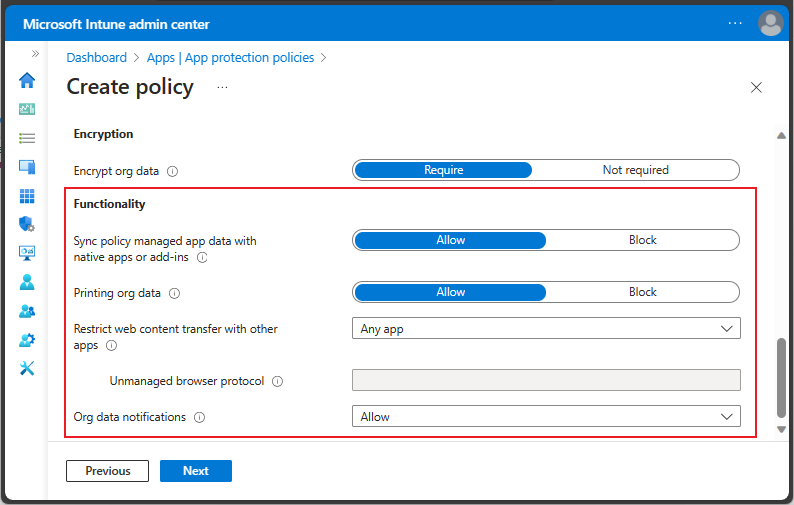 Microsoft Intune admin center
Dashboard > Apps | App protection policies >
Create policy
Encryption
Encrypt org data
Require
Not required
Functionality
Sync policy managed app data with
native apps or add-ins
Allow
Block
Printing org data
Allow
Block
Restrict web content transfer with other
apps
Any app
Unmanaged browser protocol
Org data notifications
Allow
Previous
Next